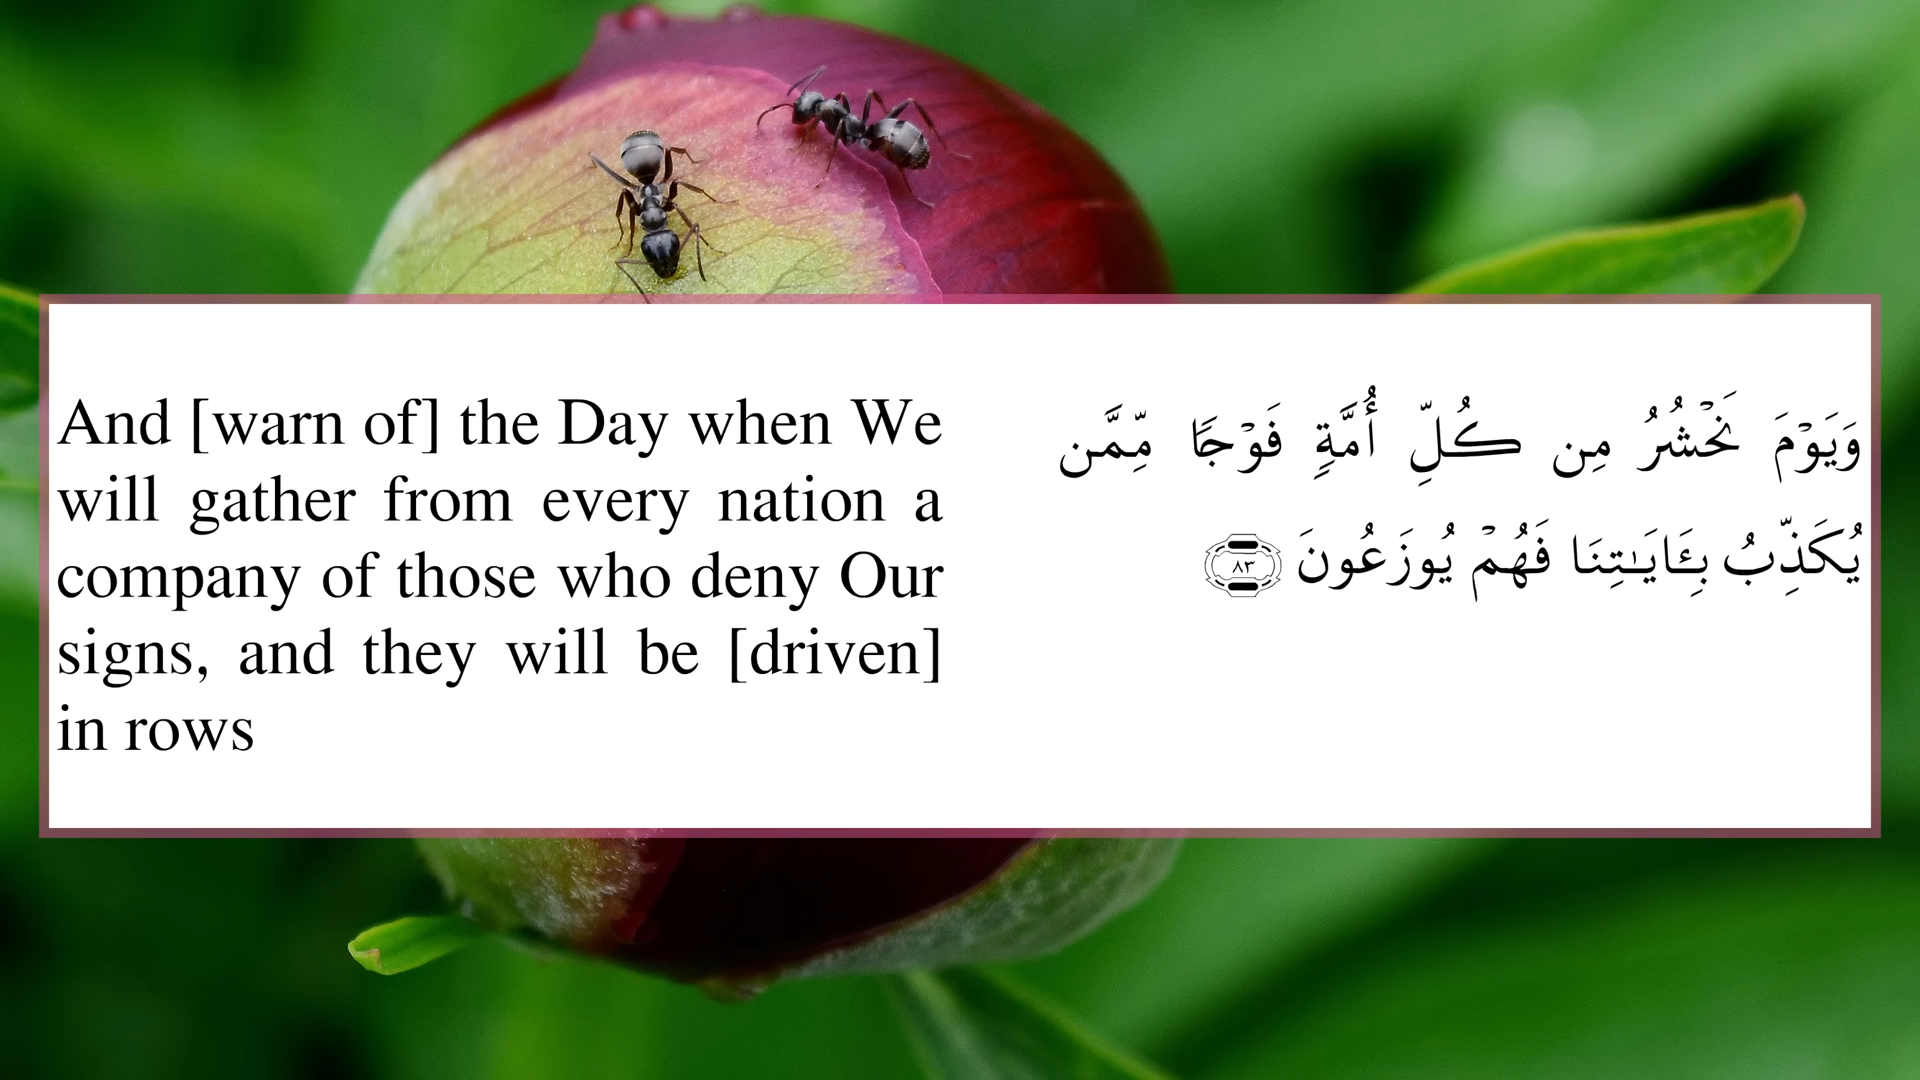 And [warn of] the Day when We
will gather from every nation a
company of those who deny Our
signs, and they will be [driven]
in rows
وَيَوْمَ نَحْشُرُ مِن كُلِّ أُمَّةٍ فَوْجًا مِّمَّن
يُكَذِّبُ بِـَٔايَـٰتِنَا فَهُمْ يُوزَعُونَ ٨٣